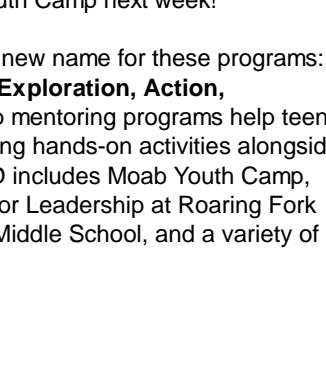 uth Camp next week!
new name for these programs:
Exploration, Action,
mentoring programs help teen
ng hands-on activities alongsid
includes Moab Youth Camp,
or Leadership at Roaring Fork
Middle School, and a variety of